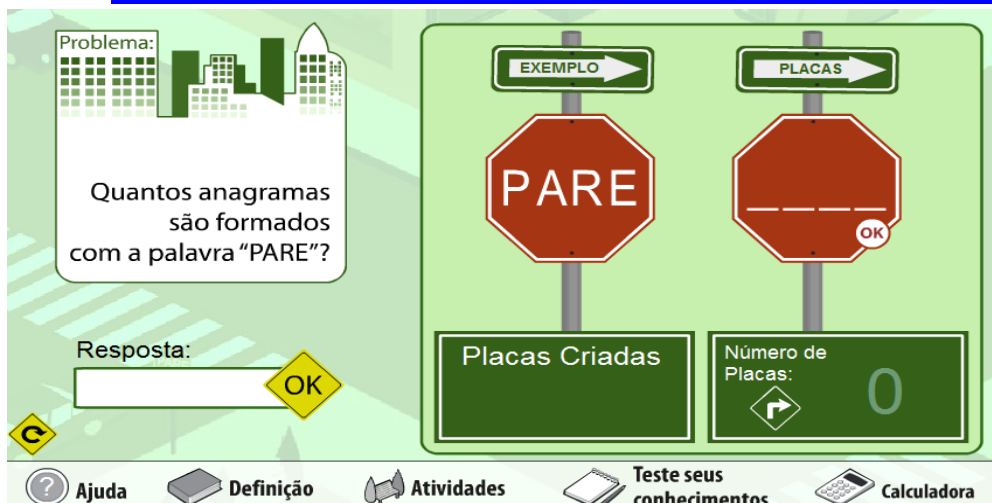 Problema:
Quantos anagramas
são formados
com a palavra “PARE”?
Resposta:
OK
EXEMPLO
PARE
Placas Criadas
PLACAS
OK
Número de
Placas:
0
? Ajuda
Definição
Atividades
Teste seus
conhecimentos
Calculadora